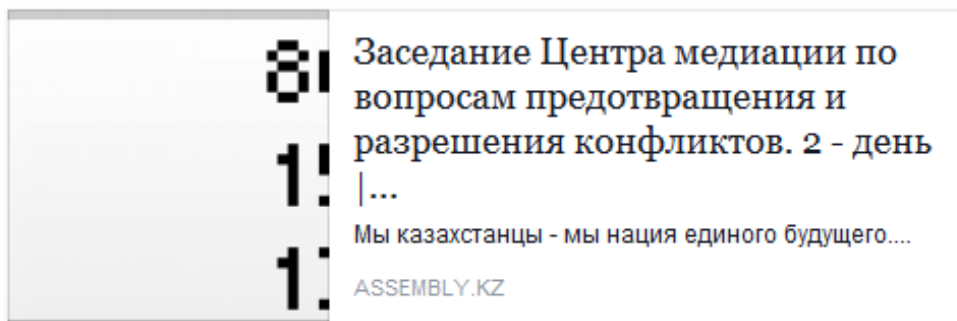 Заседание Центра медиации по
вопросам предотвращения и
разрешения конфликтов. 2 - день
|...
Мы казахстанцы - мы нация единого будущего....
ASSEMBLY.KZ